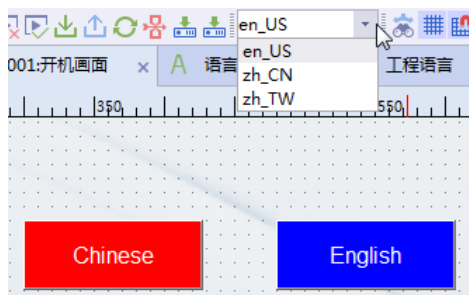 en_US
en_US
zh_CN
zh_TW
001:开机画面
语言
工程语言
350
550
Chinese
English